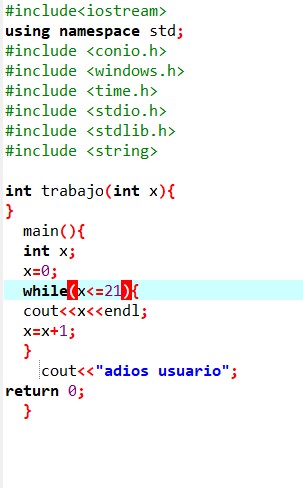 #include<iostream>
using namespace std;
#include <conio.h>
#include <windows.h>
#include <time.h>
#include <stdio.h>
#include <stdlib.h>
#include <string>
int trabajo(int x){
}
main(){
int x;
x=0;
while(x<=21){
cout<<x<<endl;
x=x+1;
}
cout<<"adios usuario";
return 0;
}